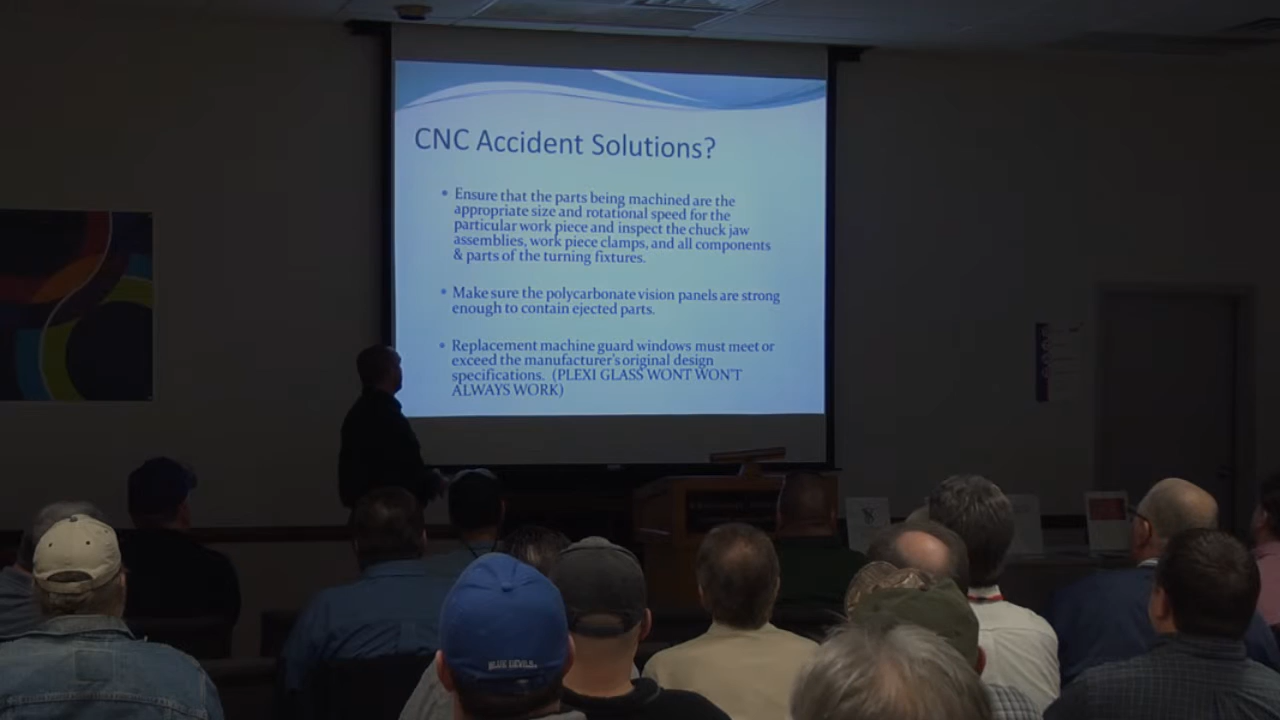 CNC Accident Solutions?
• Ensure that the parts being machined are the
appropriate size and rotational speed for the
particular work piece and inspect the chuck jaw
assemblies, work piece clamps, and all components
& parts of the turning fixtures.
• Make sure the polycarbonate vision panels are strong
enough to contain ejected parts.
• Replacement machine guard windows must meet or
exceed the manufacturer's original design
specifications. (PLEXI GLASS WONT WON'T
ALWAYS WORK)
BLUE DEVILS